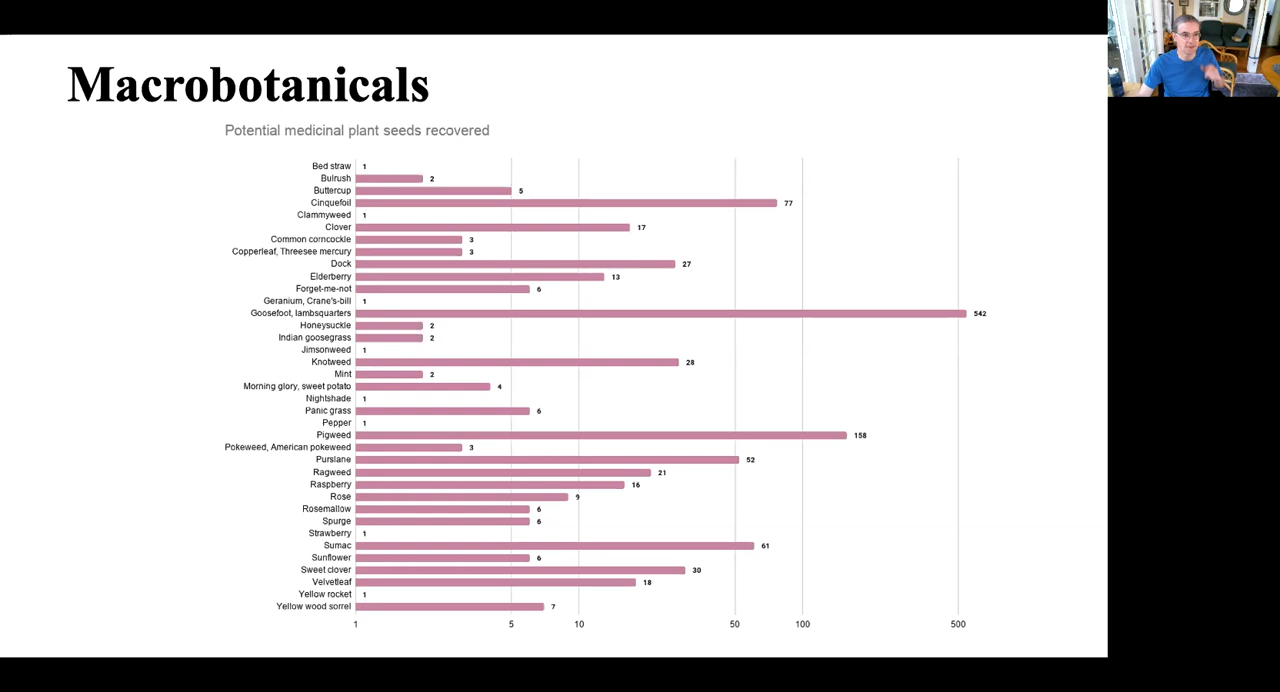 Macrobotanicals
Potential medicinal plant seeds recovered
Bed straw 1
Bulrush 2
Buttercup 5
Cinquefoil 77
Clammyweed 1
Clover 17
Common corncockle 3
Copperleaf, Threesee mercury 3
Dock 27
Elderberry 13
Forget-me-not 6
Geranium, Crane's-bill 1
Goosefoot, lambsquarters 542
Honeysuckle 2
Indian goosegrass 2
Jimsonweed 1
Knotweed 28
Mint 2
Morning glory, sweet potato 4
Nightshade 1
Panic grass 6
Pepper 1
Pigweed 158
Pokeweed, American pokeweed 3
Purslane 52
Ragweed 21
Raspberry 16
Rose 9
Rosemallow 6
Spurge 6
Strawberry 1
Sumac 61
Sunflower 6
Sweet clover 30
Velvetleaf 18
Yellow rocket 1
Yellow wood sorrel 7
1 5 10 50 100 500